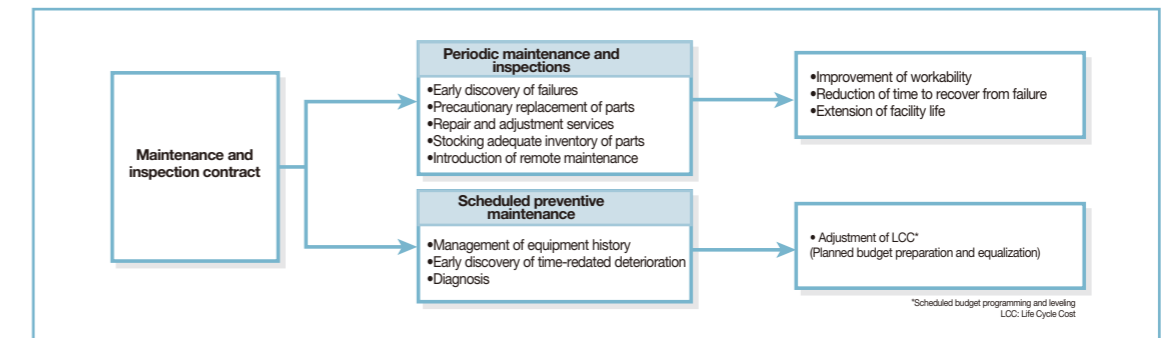 Maintenance and
inspection contract
Periodic maintenance and
inspections
•Early discovery of failures
•Precautionary replacement of parts
•Repair and adjustment services
•Stocking adequate inventory of parts
•Introduction of remote maintenance
•Improvement of workability
•Reduction of time to recover from failure
•Extension of facility life
Scheduled preventive
maintenance
•Management of equipment history
•Early discovery of time-redated deterioration
•Diagnosis
• Adjustment of LCC*
(Planned budget preparation and equalization)
*Scheduled budget programming and leveling
LCC: Life Cycle Cost